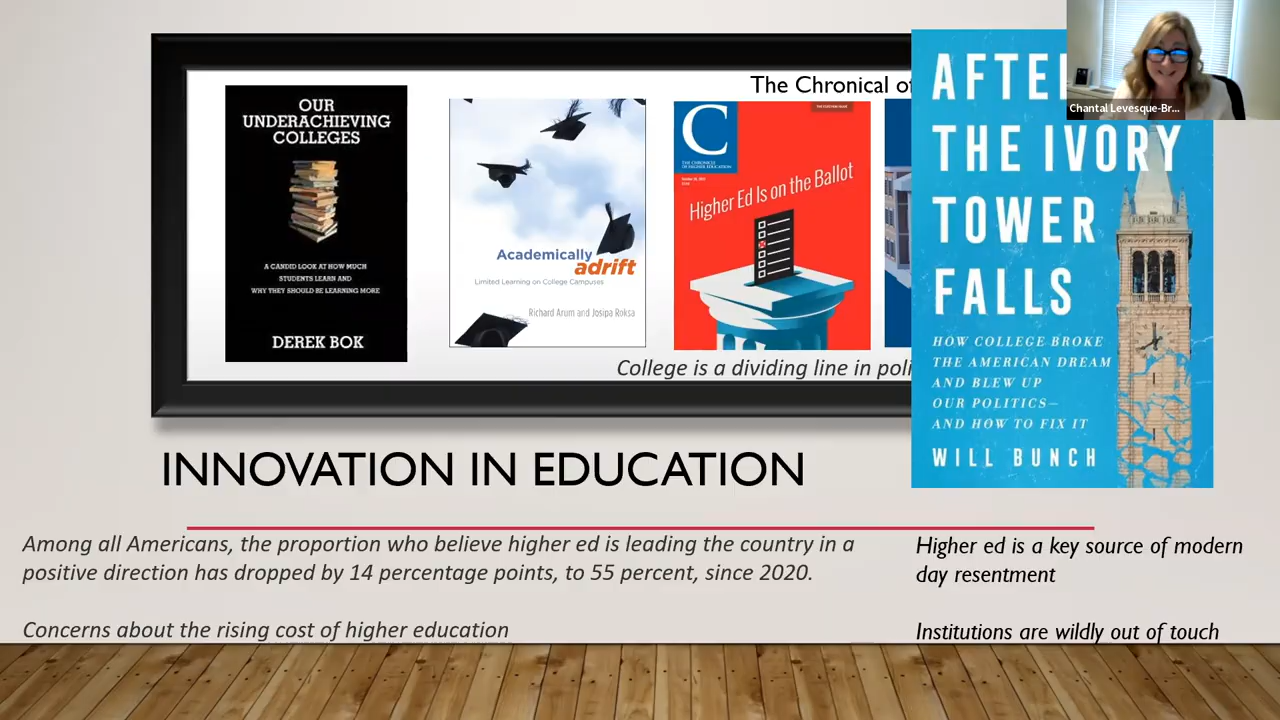 The Chronical of
OUR
UNDERACHIEVING
COLLEGES
A CANDID LOOK AT HOW MUCH
STUDENTS LEARN AND
WHY THEY SHOULD BE LEARNING MORE
DEREK BOK
Academically
adrift
Limited Learning on College Campuses
Richard Arum and Josipa Roksa
C
THE CHRONICLE
OF HIGHER EDUCATION
Higher Ed Is on the Ballot
College is a dividing line in poli
AFTE
THE IVORY
TOWER
FALLS
HOW COLLEGE BROKE
THE AMERICAN DREAM
AND BLEW UP
OUR POLITICS—
AND HOW TO FIX IT
WILL BUNCH
Chantal Levesque-Br...
INNOVATION IN EDUCATION
Among all Americans, the proportion who believe higher ed is leading the country in a
positive direction has dropped by 14 percentage points, to 55 percent, since 2020.
Concerns about the rising cost of higher education
Higher ed is a key source of modern
day resentment
Institutions are wildly out of touch